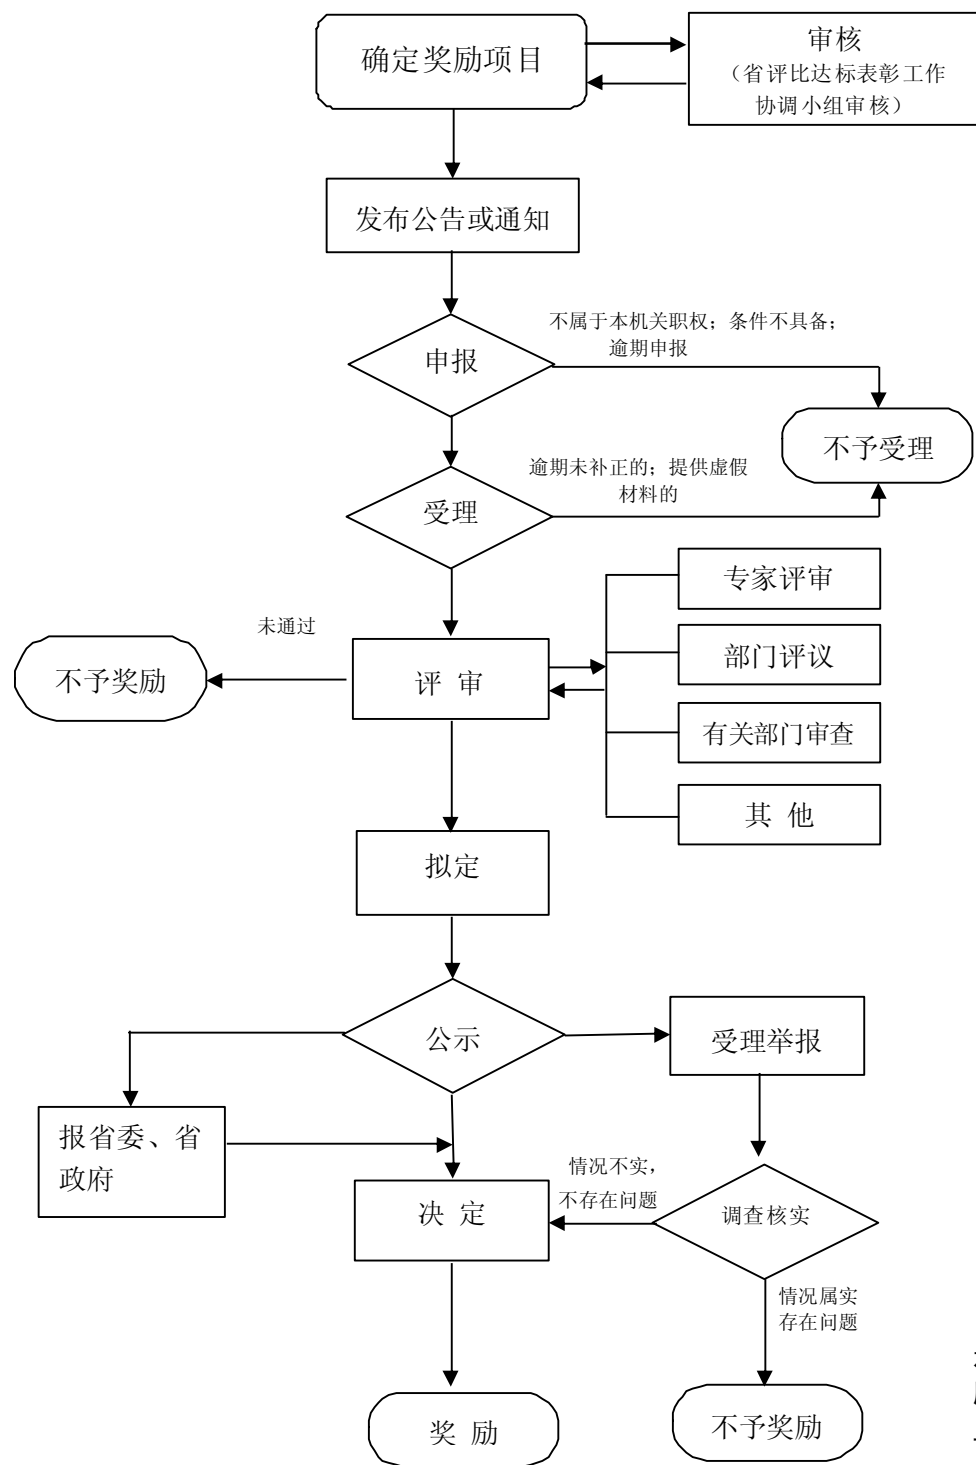 确定奖励项目
审核
（省评比达标表彰工作
协调小组审核）
发布公告或通知
申报
不属于本机关职权；条件不具备；
逾期申报
不予受理
受理
逾期未补正的；提供虚假
材料的
专家评审
部门评议
有关部门审查
其 他
未通过
不予奖励
评 审
拟定
公示
受理举报
报省委、省
政府
决 定
情况不实，
不存在问题
调查核实
情况属实
存在问题
奖 励
不予奖励